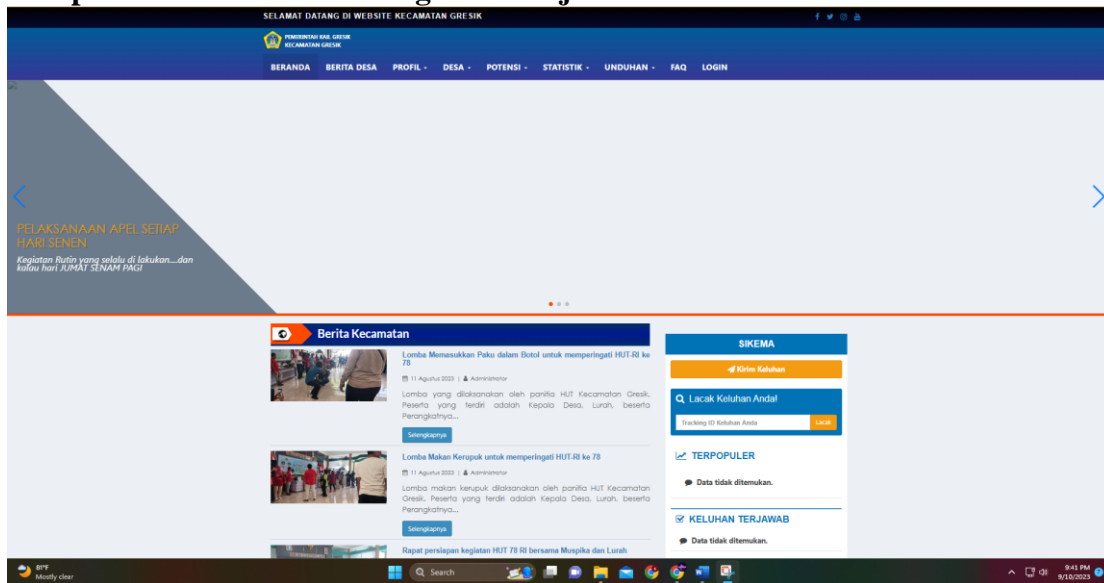 SELAMAT DATANG DI WEBSITE KECAMATAN GRESIK
PEMERINTAH KAB. GRESIK
KECAMATAN GRESIK
BERANDA BERITA DESA PROFIL DESA POTENSI STATISTIK UNDUHAN FAQ LOGIN
PELAKSANAAN APEL SETIAP
HARI SENEN
Kegiatan Rutin yang selalu di lakukan....dan
kalau hari JUMAT SENAM PAGI
Berita Kecamatan
Lomba Memasukkan Paku dalam Botol untuk memperingati HUT-RI ke
78
11 Agustus 2023 | Administrator
Lomba yang dilaksanakan oleh panitia HUT Kecamatan Gresik.
Peserta yang terdiri adalah Kepala Desa, Lurah, beserta
Perangkatnya...
Selengkapnya
Lomba Makan Kerupuk untuk memperingati HUT-RI ke 78
11 Agustus 2023 | Administrator
Lomba makan kerupuk dilaksanakan oleh panitia HUT Kecamatan
Gresik. Peserta yang terdiri adalah Kepala Desa, Lurah, beserta
Perangkatnya...
Selengkapnya
Rapat persiapan kegiatan HUT 78 RI bersama Muspika dan Lurah
SIKEMA
Kirim Keluhan
Lacak Keluhan Anda!
Tracking ID Keluhan Anda Lacak
TERPOPULER
Data tidak ditemukan.
KELUHAN TERJAWAB
Data tidak ditemukan.
81°F
Mostly clear
Search
9:41 PM
9/10/2023